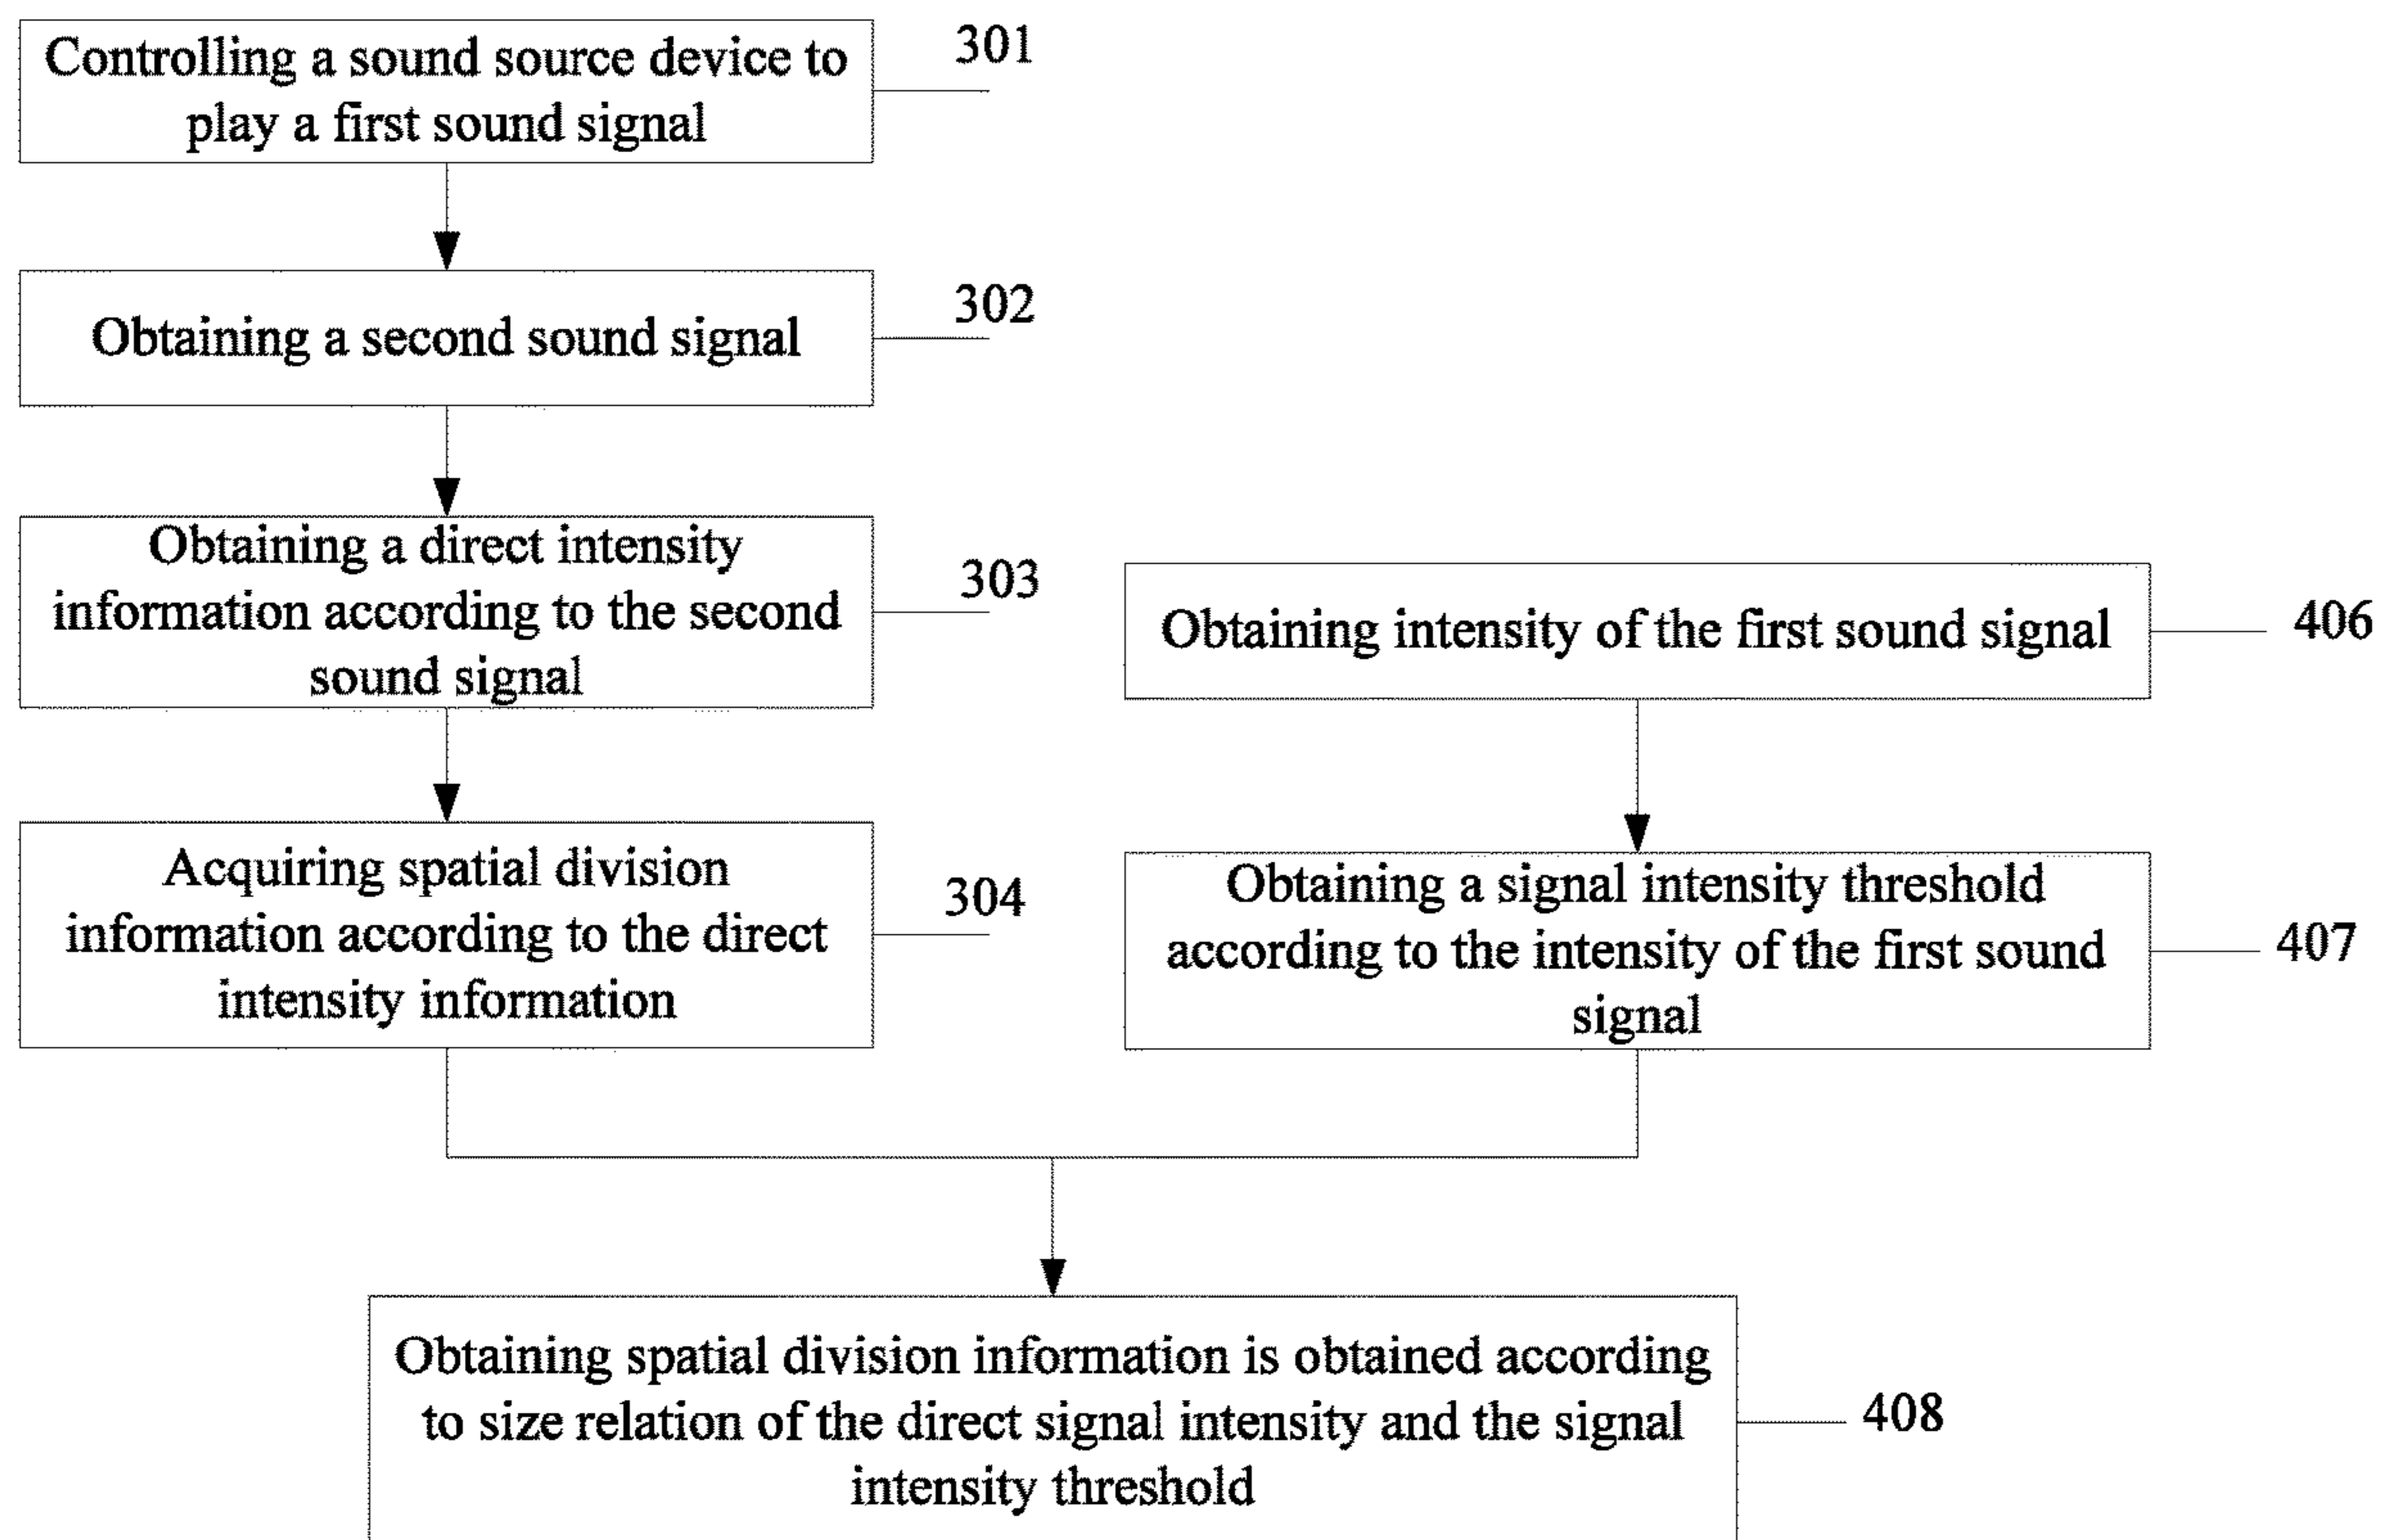 Controlling a sound source device to
play a first sound signal
301
Obtaining a second sound signal
302
Obtaining a direct intensity
information according to the second
sound signal
303
Acquiring spatial division
information according to the direct
intensity information
304
Obtaining intensity of the first sound signal
406
Obtaining a signal intensity threshold
according to the intensity of the first sound
signal
407
Obtaining spatial division information is obtained according
to size relation of the direct signal intensity and the signal
intensity threshold
408